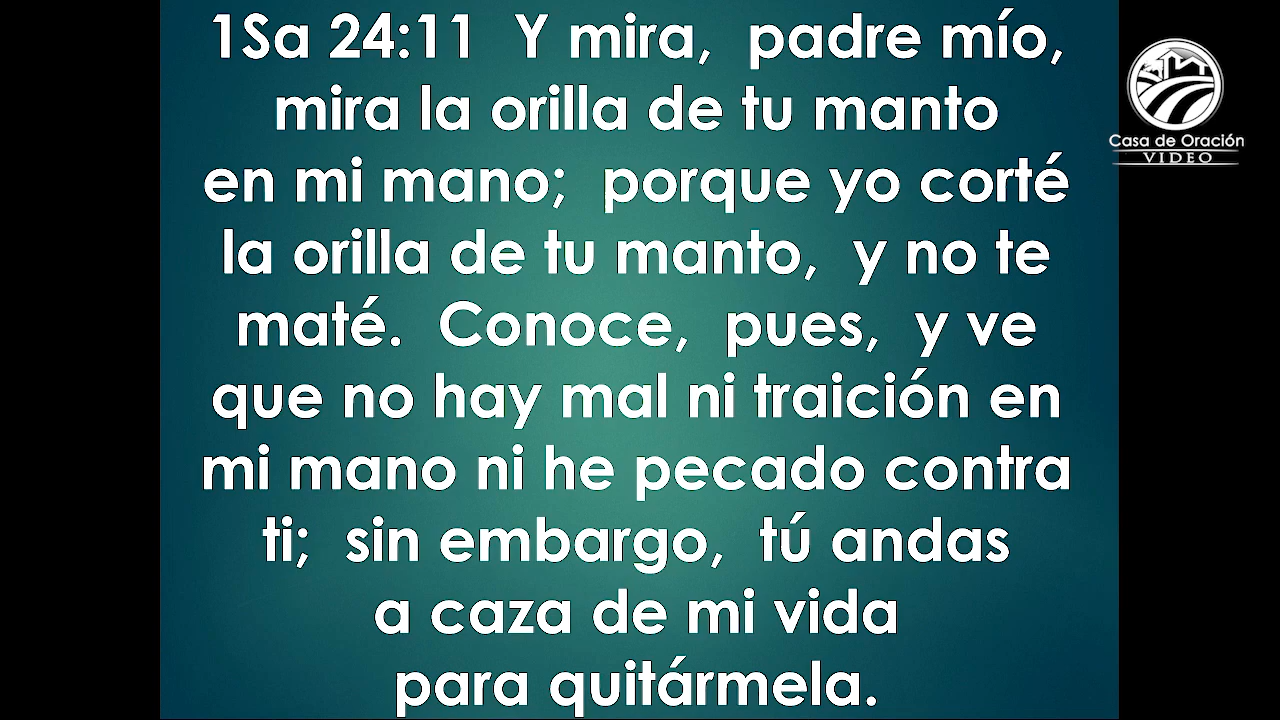 1Sa 24:11  Y mira,  padre mío,
mira la orilla de tu manto
en mi mano;  porque yo corté
la orilla de tu manto,  y no te
maté.  Conoce,  pues,  y ve
que no hay mal ni traición en
mi mano ni he pecado contra
ti;  sin embargo,  tú andas
a caza de mi vida
para quitármela.
Casa de Oración
VIDEO